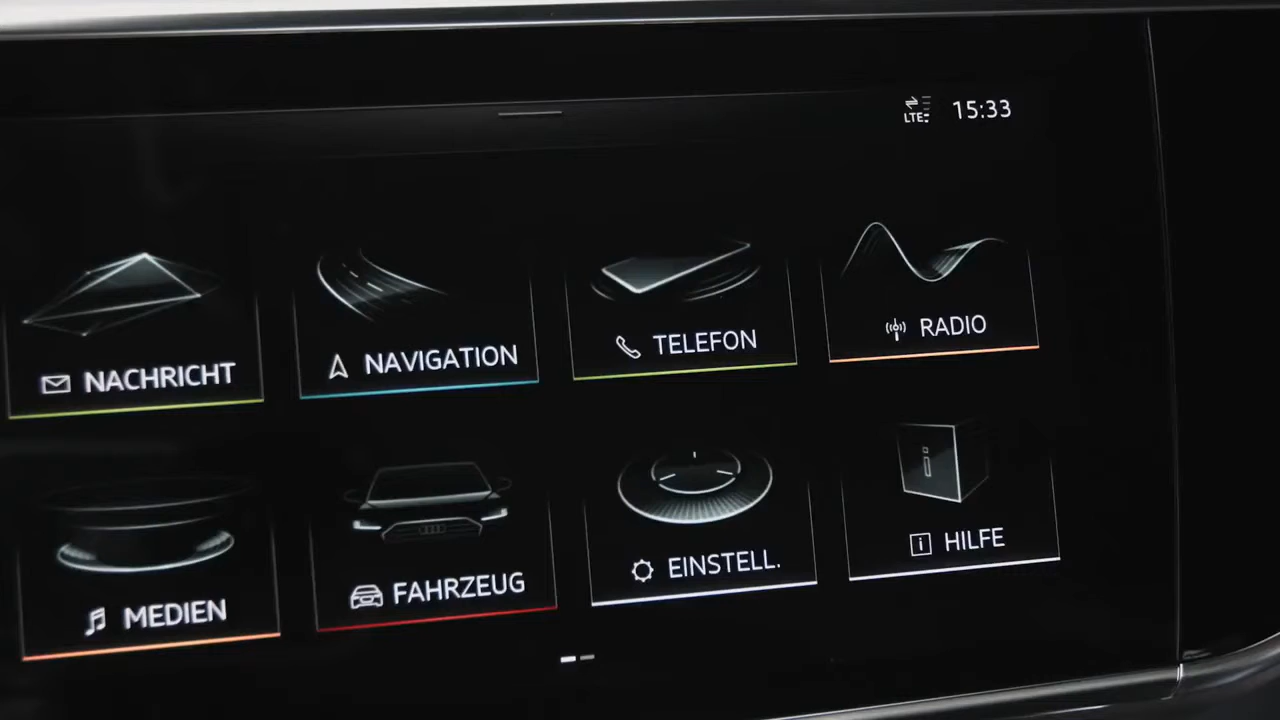 LTE 15:33
NACHRICHT
NAVIGATION
TELEFON
RADIO
MEDIEN
FAHRZEUG
EINSTELL.
HILFE